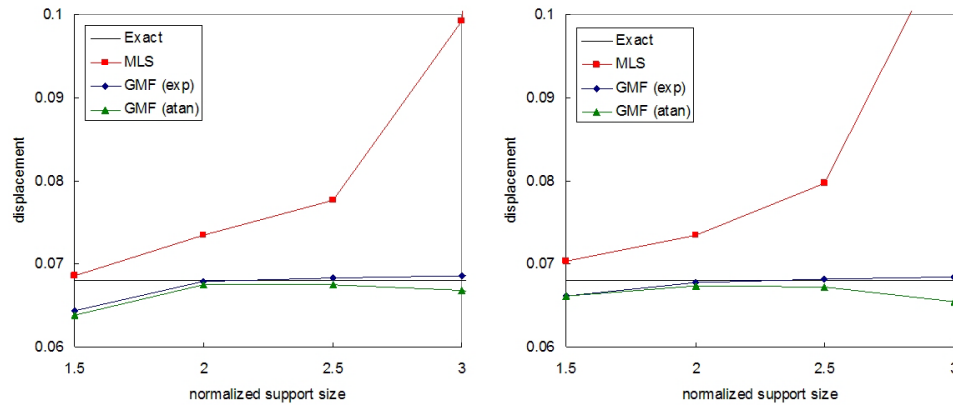 0.1
0.09
0.08
0.07
0.06
displacement
Exact
MLS
GMF (exp)
GMF (atan)
1.5 2 2.5 3
normalized support size
0.1
0.09
0.08
0.07
0.06
displacement
Exact
MLS
GMF (exp)
GMF (atan)
1.5 2 2.5 3
normalized support size